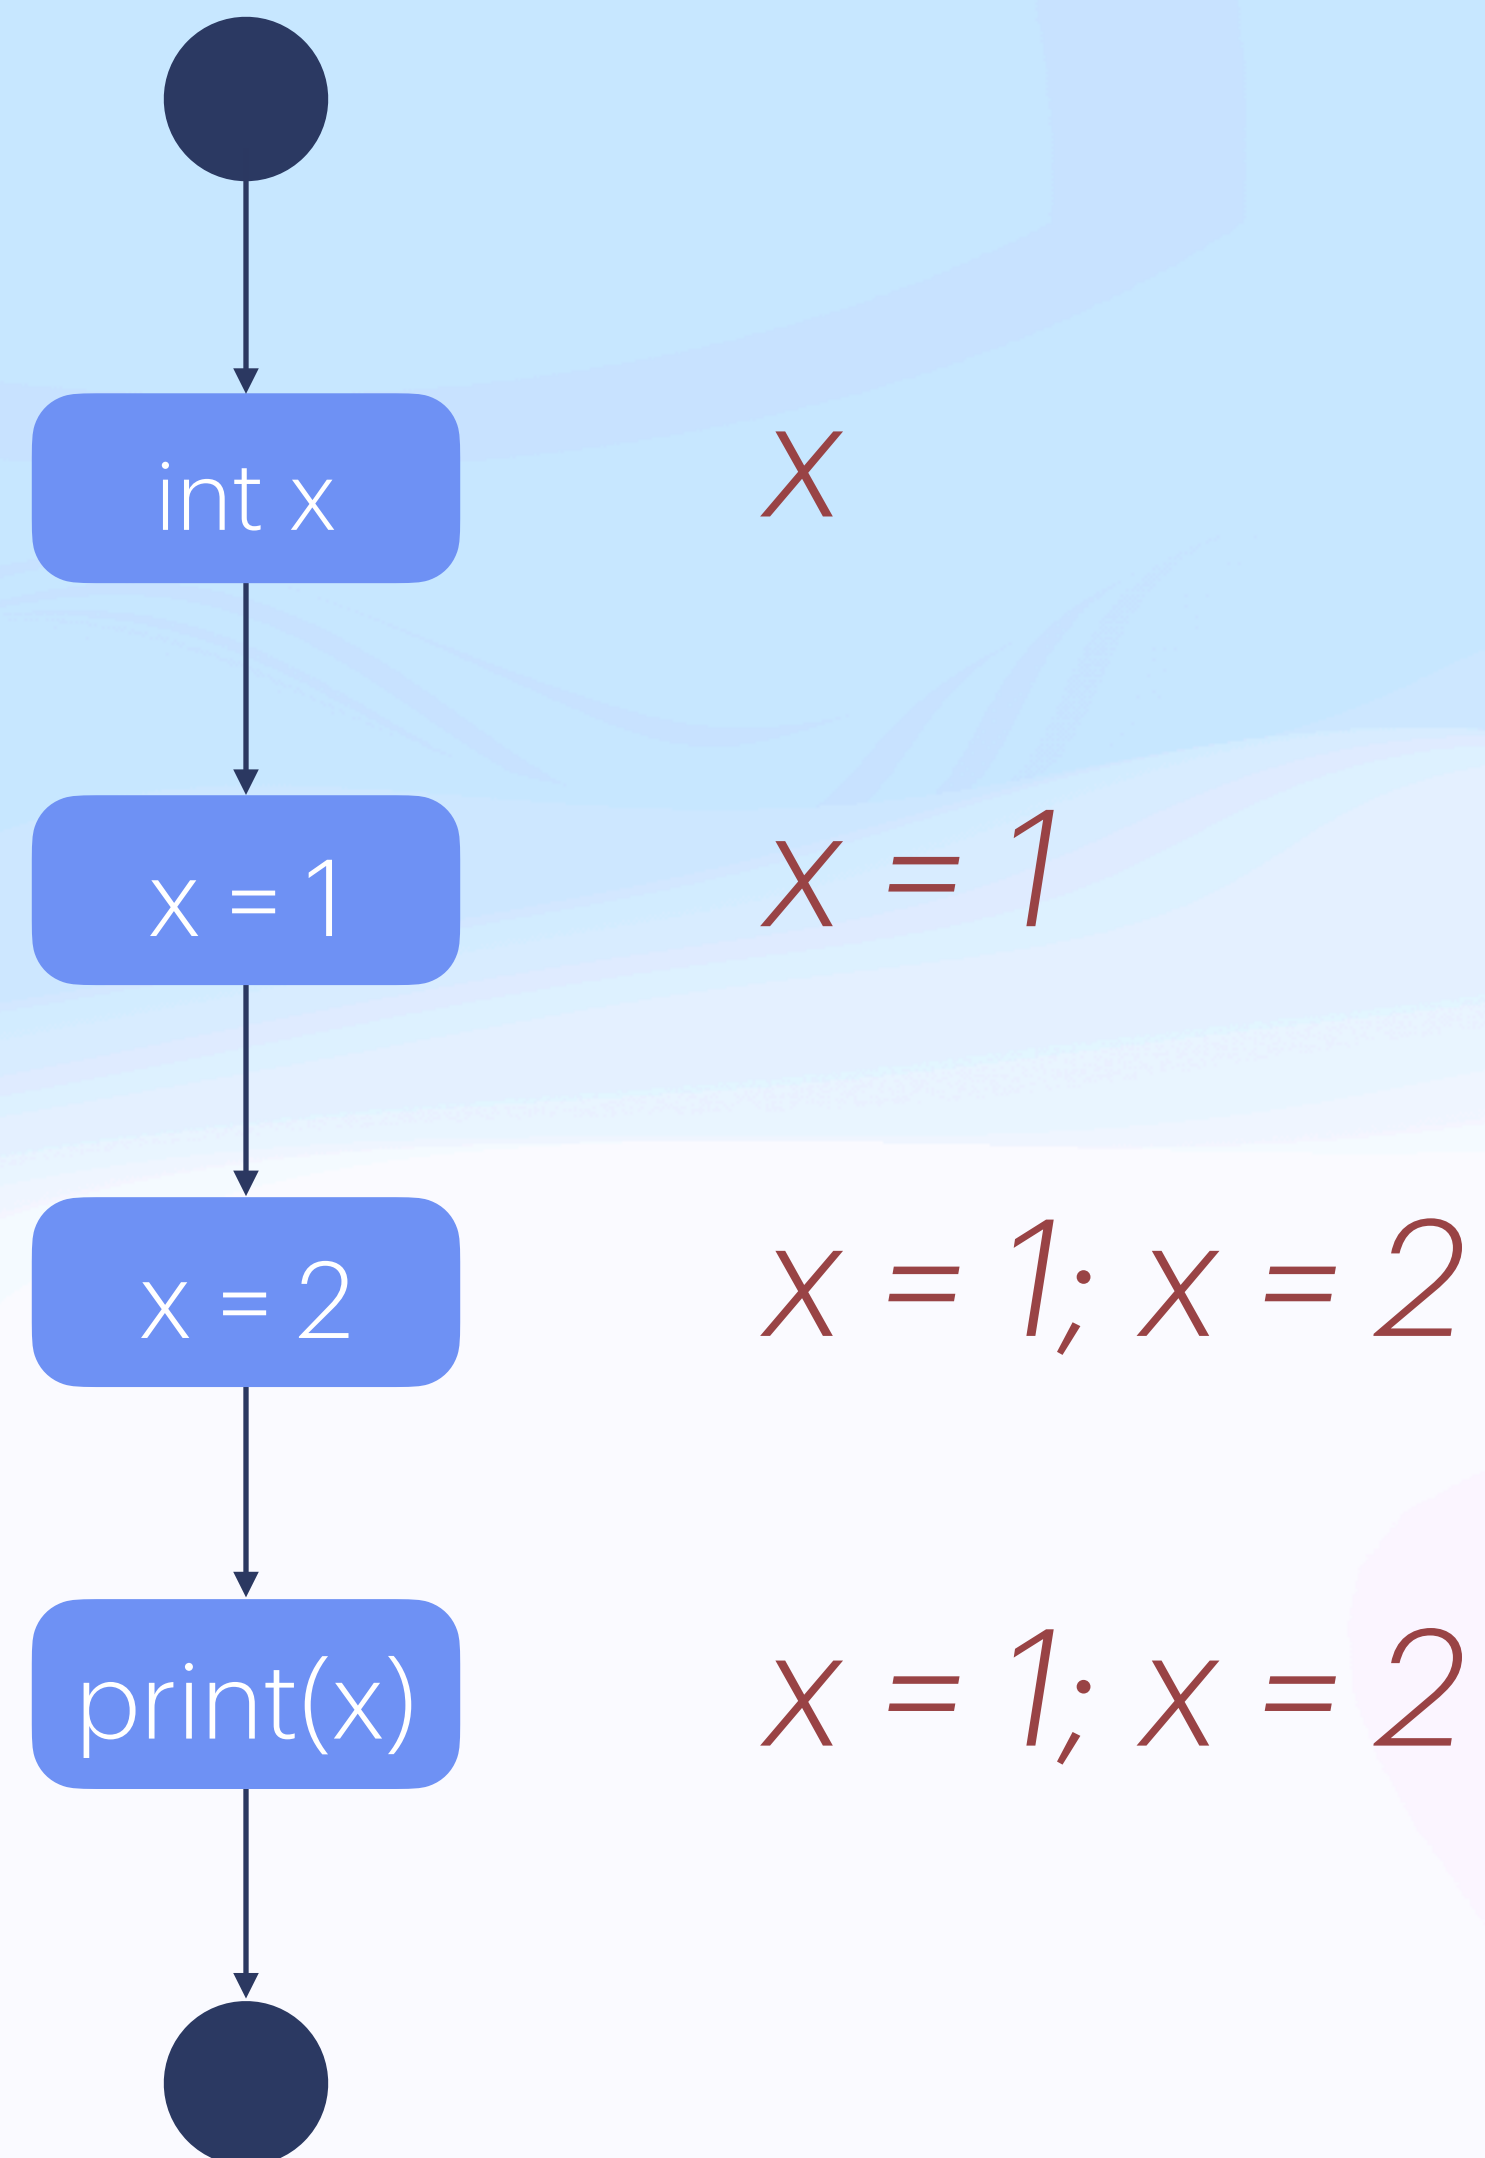 int x
x
x = 1
x = 1
x = 2
x = 1; x = 2
print(x)
x = 1; x = 2